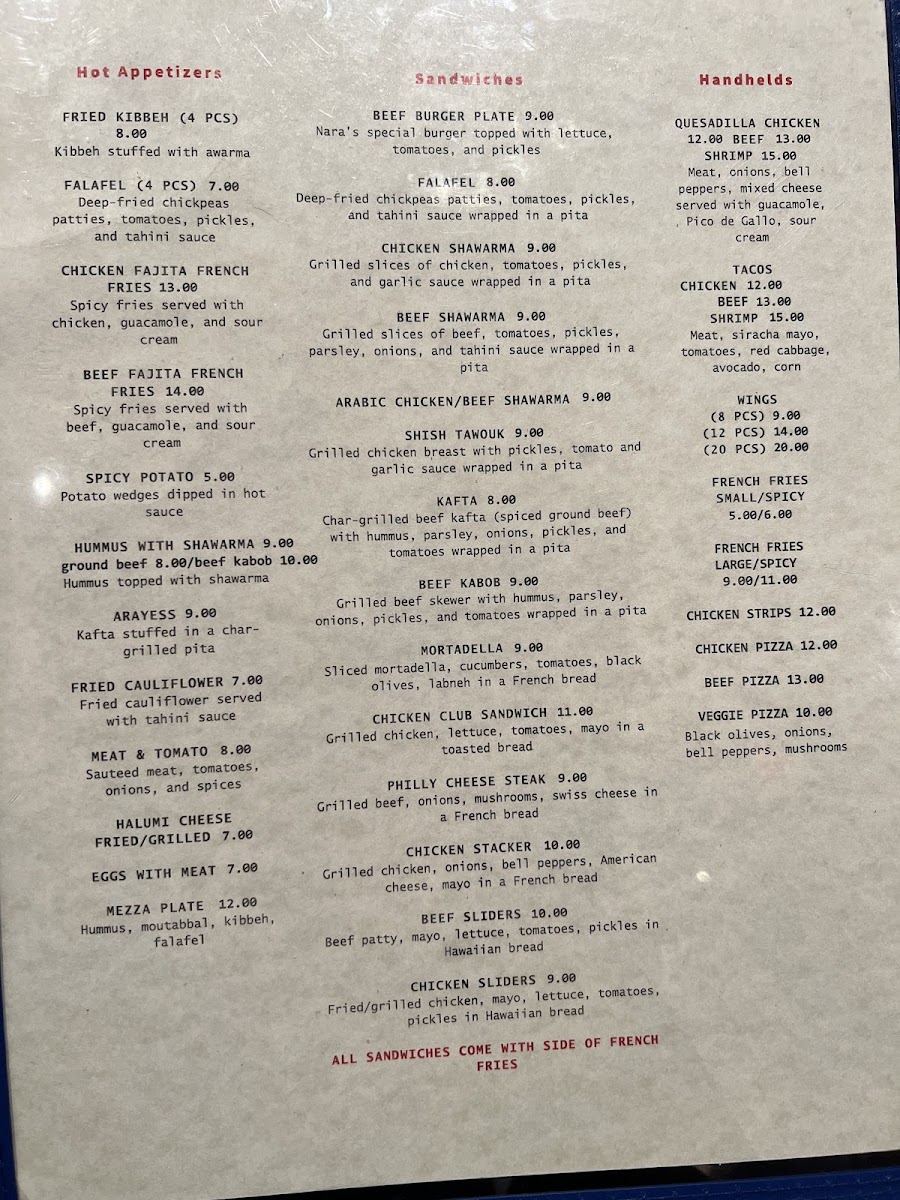 Hot Appetizers
FRIED KIBBEH (4 PCS)
8.00
Kibbeh stuffed with awarma
FALAFEL (4 PCS) 7.00
Deep-fried chickpeas
patties, tomatoes, pickles,
and tahini sauce
CHICKEN FAJITA FRENCH
FRIES 13.00
Spicy fries served with
chicken, guacamole, and sour
cream
BEEF FAJITA FRENCH
FRIES 14.00
Spicy fries served with
beef, guacamole, and sour
cream
SPICY POTATO 5.00
Potato wedges dipped in hot
sauce
HUMMUS WITH SHAWARMA 9.00
ground beef 8.00/beef kabob 10.00
Hummus topped with shawarma
ARAYESS 9.00
Kafta stuffed in a char-
grilled pita
FRIED CAULIFLOWER 7.00
Fried cauliflower served
with tahini sauce
MEAT & TOMATO 8.00
Sauteed meat, tomatoes,
onions, and spices
HALUMI CHEESE
FRIED/GRILLED 7.00
EGGS WITH MEAT 7.00
MEZZA PLATE 12.00
Hummus, moutabbal, kibbeh,
falafel
Sandwiches
BEEF BURGER PLATE 9.00
Nara's special burger topped with lettuce,
tomatoes, and pickles
FALAFEL 8.00
Deep-fried chickpeas patties, tomatoes, pickles,
and tahini sauce wrapped in a pita
CHICKEN SHAWARMA 9.00
Grilled slices of chicken, tomatoes, pickles,
and garlic sauce wrapped in a pita
BEEF SHAWARMA 9.00
Grilled slices of beef, tomatoes, pickles,
parsley, onions, and tahini sauce wrapped in a
pita
ARABIC CHICKEN/BEEF SHAWARMA 9.00
SHISH TAWOUK 9.00
Grilled chicken breast with pickles, tomato and
garlic sauce wrapped in a pita
KAFTA 8.00
Char-grilled beef kafta (spiced ground beef)
with hummus, parsley, onions, pickles, and
tomatoes wrapped in a pita
BEEF KABOB 9.00
Grilled beef skewer with hummus, parsley,
onions, pickles, and tomatoes wrapped in a pita
MORTADELLA 9.00
Sliced mortadella, cucumbers, tomatoes, black
olives, labneh in a French bread
CHICKEN CLUB SANDWICH 11.00
Grilled chicken, lettuce, tomatoes, mayo in a
toasted bread
PHILLY CHEESE STEAK 9.00
Grilled beef, onions, mushrooms, swiss cheese in
a French bread
CHICKEN STACKER 10.00
Grilled chicken, onions, bell peppers, American
cheese, mayo in a French bread
BEEF SLIDERS 10.00
Beef patty, mayo, lettuce, tomatoes, pickles in
Hawaiian bread
CHICKEN SLIDERS 9.00
Fried/grilled chicken, mayo, lettuce, tomatoes,
pickles in Hawaiian bread
ALL SANDWICHES COME WITH SIDE OF FRENCH
FRIES
Handhelds
QUESADILLA CHICKEN
12.00 BEEF 13.00
SHRIMP 15.00
Meat, onions, bell
peppers, mixed cheese
served with guacamole,
Pico de Gallo, sour
cream
TACOS
CHICKEN 12.00
BEEF 13.00
SHRIMP 15.00
Meat, siracha mayo,
tomatoes, red cabbage,
avocado, corn
WINGS
(8 PCS) 9.00
(12 PCS) 14.00
(20 PCS) 20.00
FRENCH FRIES
SMALL/SPICY
5.00/6.00
FRENCH FRIES
LARGE/SPICY
9.00/11.00
CHICKEN STRIPS 12.00
CHICKEN PIZZA 12.00
BEEF PIZZA 13.00
VEGGIE PIZZA 10.00
Black olives, onions,
bell peppers, mushrooms